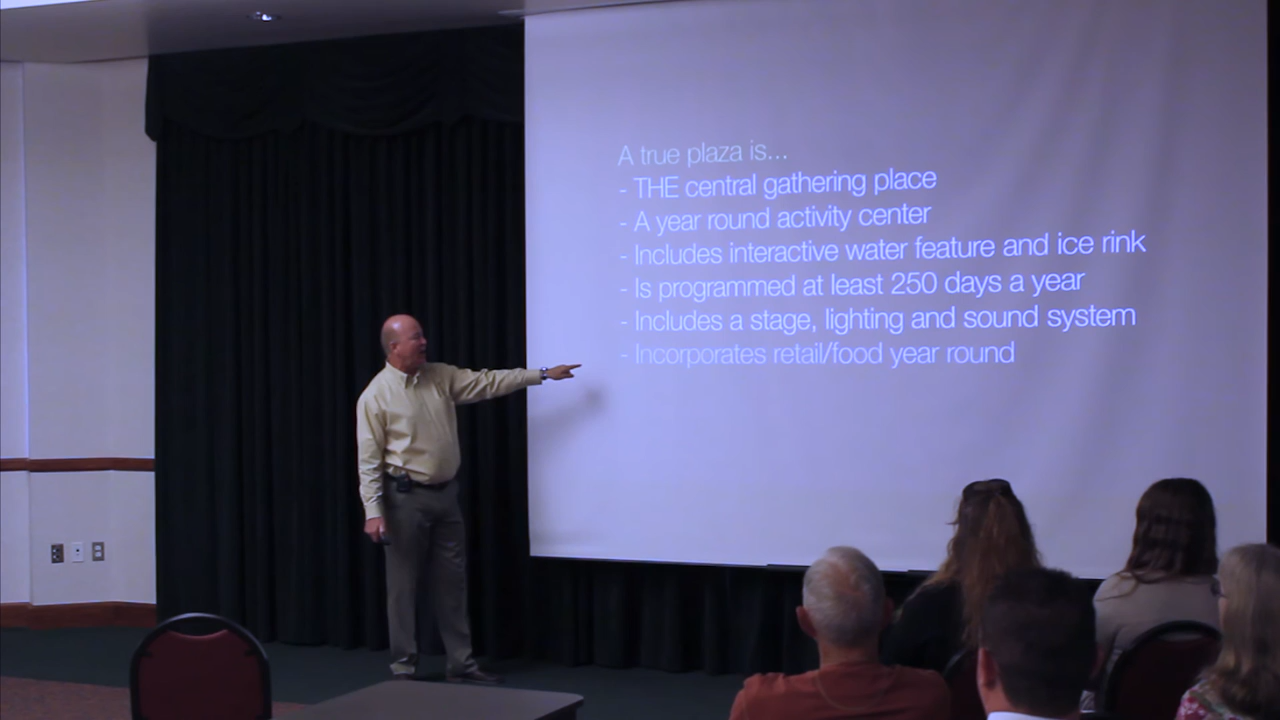 A true plaza is...
- THE central gathering place
- A year round activity center
- Includes interactive water feature and ice rink
- Is programmed at least 250 days a year
- Includes a stage, lighting and sound system
- Incorporates retail/food year round